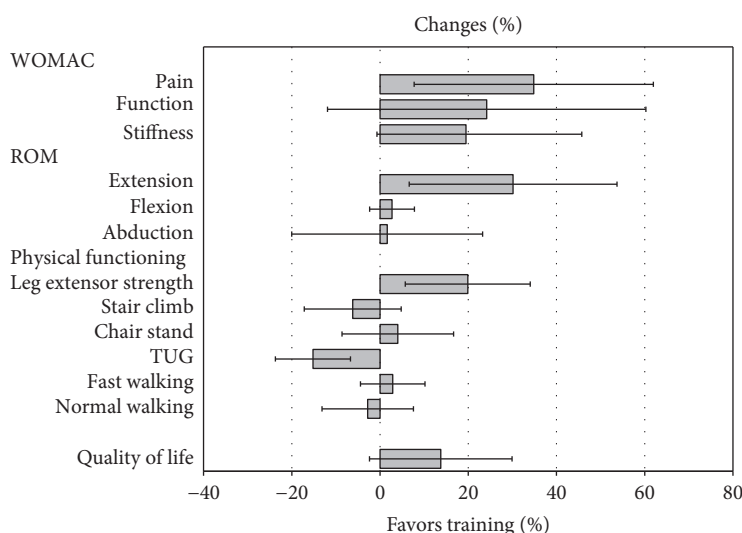 Changes (%)
WOMAC
Pain
Function
Stiffness
ROM
Extension
Flexion
Abduction
Physical functioning
Leg extensor strength
Stair climb
Chair stand
TUG
Fast walking
Normal walking
Quality of life
−40 −20 0 20 40 60 80
Favors training (%)